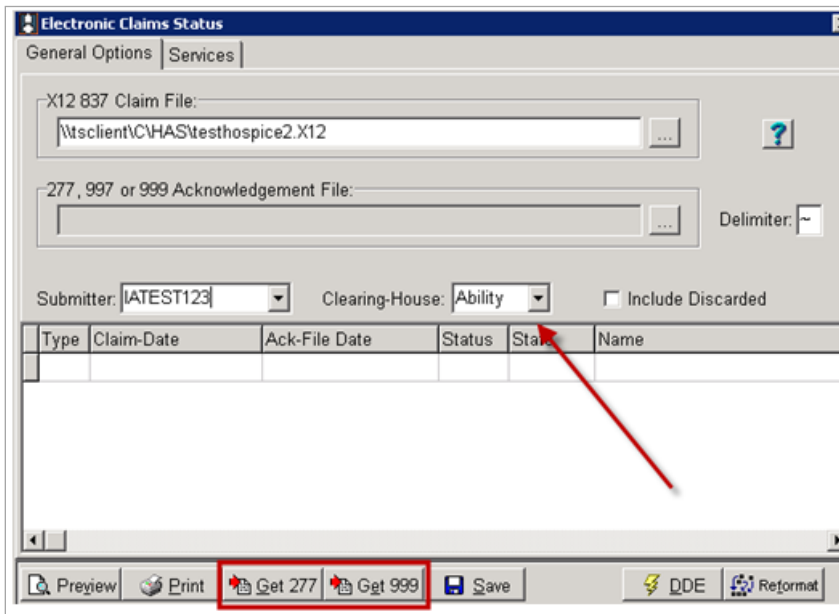 Electronic Claims Status
General Options Services
X12 837 Claim File:
\\tsclient\C\HAS\testhospice2.X12 ...
?
277, 997 or 999 Acknowledgement File:
... Delimiter: ~
Submitter: IATEST123 Clearing-House: Ability Include Discarded
Type Claim-Date Ack-File Date Status State Name
Preview Print Get 277 Get 999 Save DDE Reformat